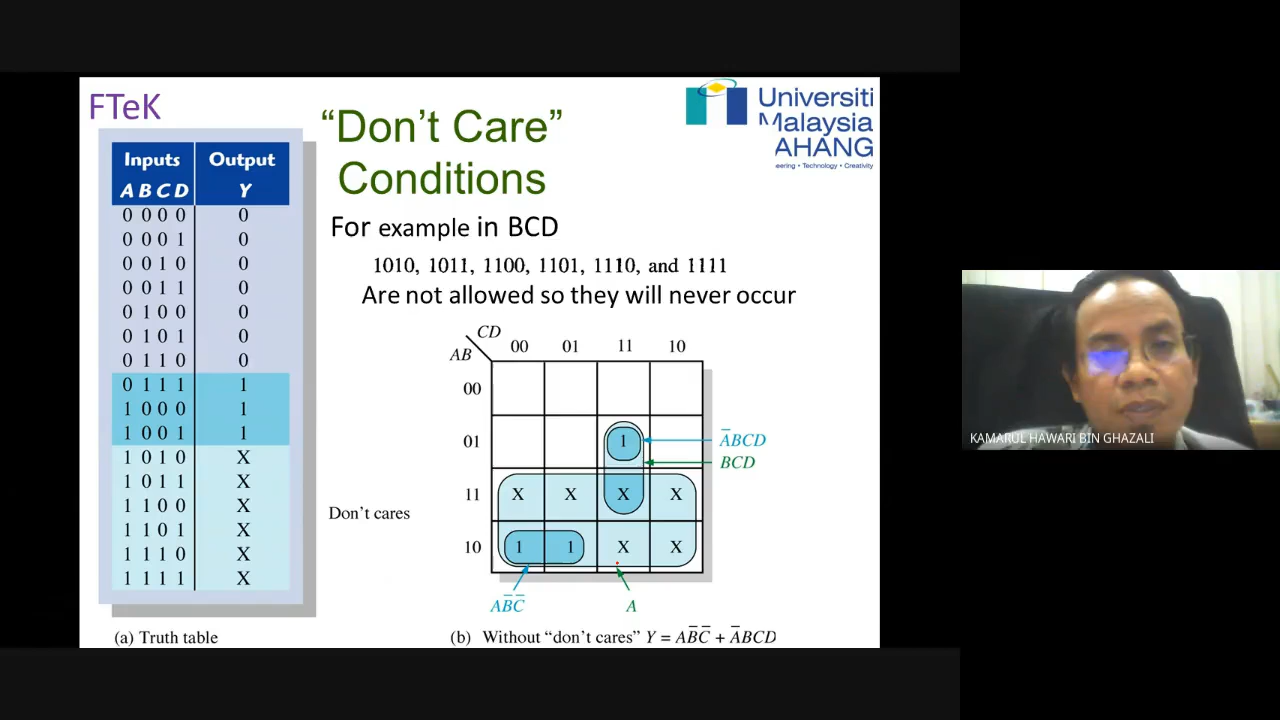 FTeK
“Don’t Care”
Conditions
Universiti
Malaysia
AHANG
eering • Technology • Creativity
Inputs Output
A B C D Y
0 0 0 0 0
0 0 0 1 0
0 0 1 0 0
0 0 1 1 0
0 1 0 0 0
0 1 0 1 0
0 1 1 0 0
0 1 1 1 1
1 0 0 0 1
1 0 0 1 1
1 0 1 0 X
1 0 1 1 X
1 1 0 0 X
1 1 0 1 X
1 1 1 0 X
1 1 1 1 X
Don’t cares
(a) Truth table
For example in BCD
1010, 1011, 1100, 1101, 1110, and 1111
Are not allowed so they will never occur
CD
AB
00 01 11 10
00
01 1
11 X X X X
10 1 1 X X
A̅BCD
BCD
AB̅C̅
A
(b) Without “don’t cares” Y = AB̅C̅ + A̅BCD
KAMARUL HAWARI BIN GHAZALI